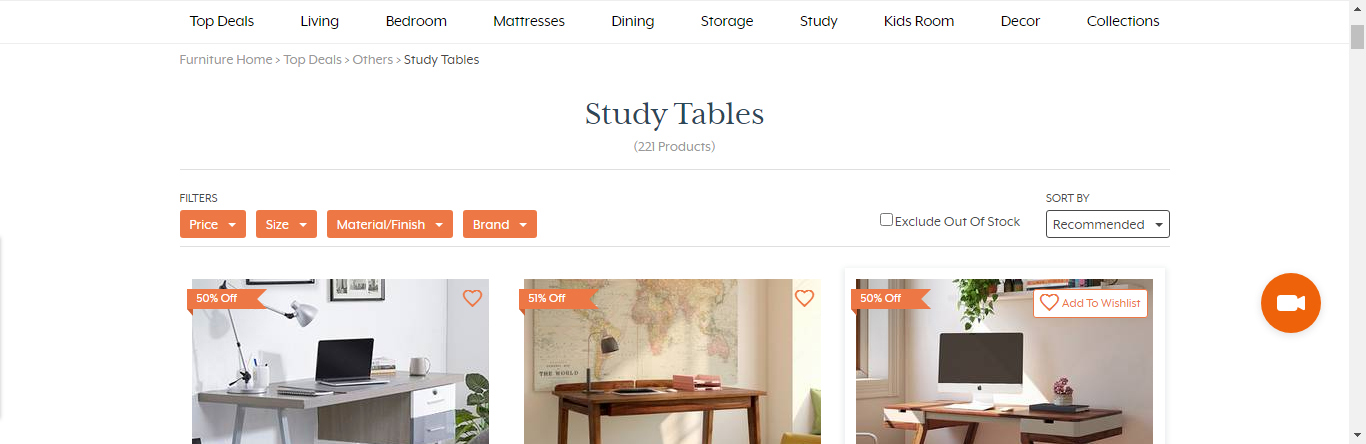 Top Deals Living Bedroom Mattresses Dining Storage Study Kids Room Decor Collections
Furniture Home > Top Deals > Others > Study Tables
Study Tables
(221 Products)
FILTERS
SORT BY
Price Size Material/Finish Brand
Exclude Out Of Stock
Recommended
50% Off
51% Off
50% Off
Add To Wishlist
THE WORLD